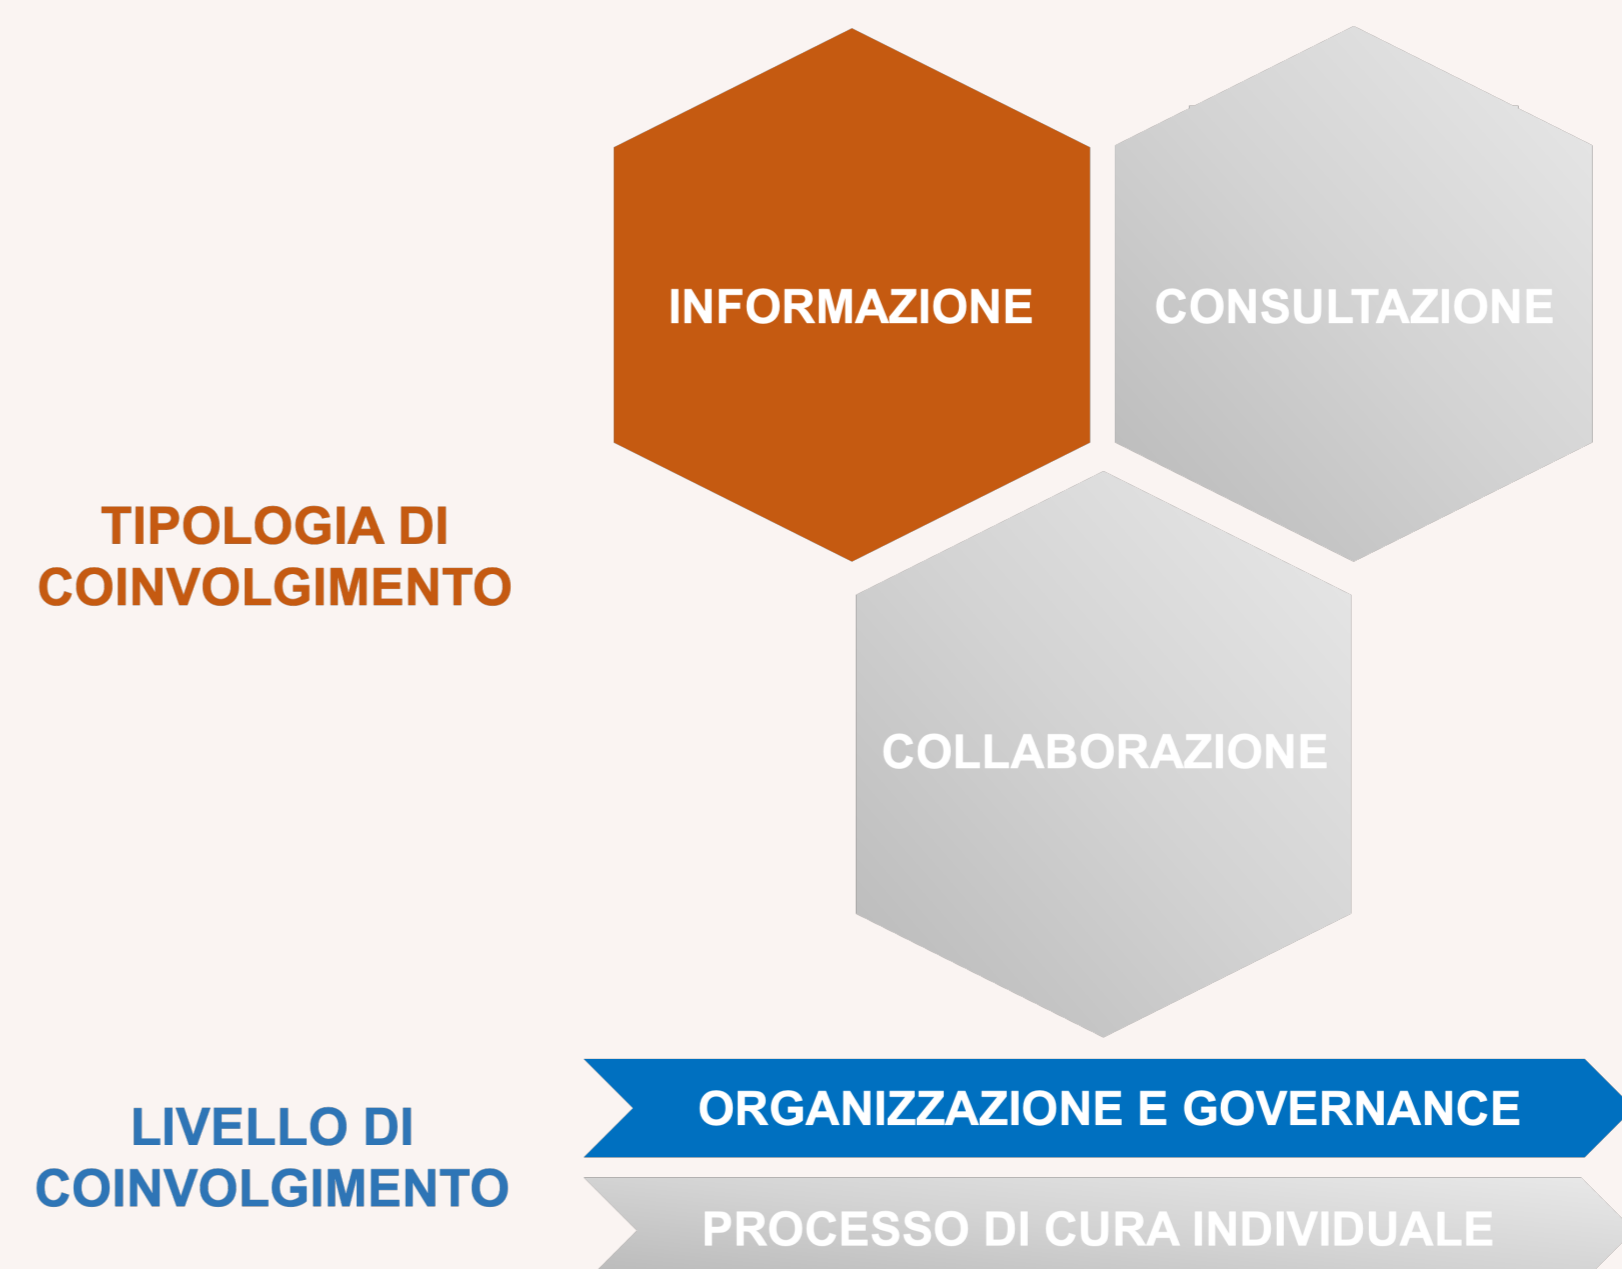 INFORMAZIONE
CONSULTAZIONE
TIPOLOGIA DI
COINVOLGIMENTO
COLLABORAZIONE
LIVELLO DI
COINVOLGIMENTO
ORGANIZZAZIONE E GOVERNANCE
PROCESSO DI CURA INDIVIDUALE